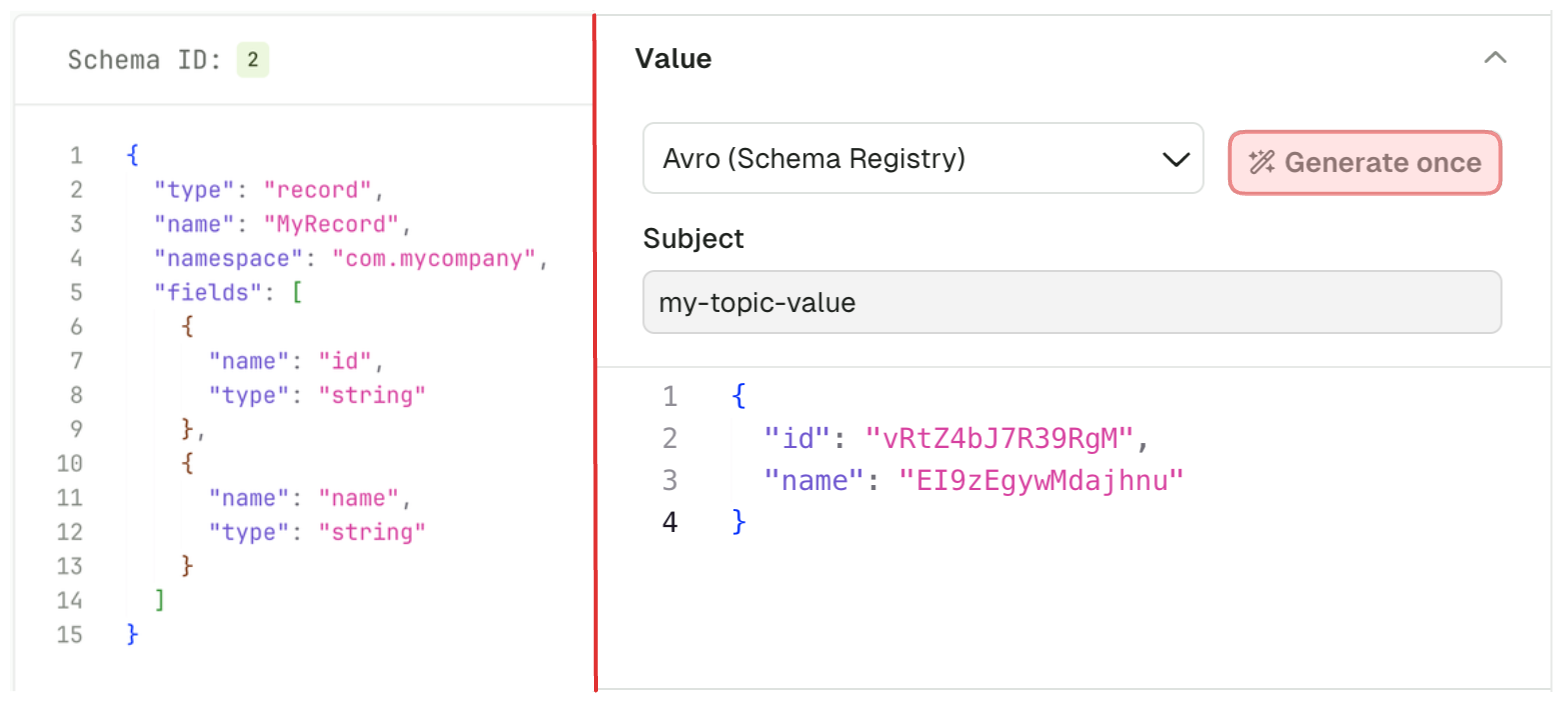 Schema ID: 2
1 {
2   "type": "record",
3   "name": "MyRecord",
4   "namespace": "com.mycompany",
5   "fields": [
6     {
7       "name": "id",
8       "type": "string"
9     },
10     {
11       "name": "name",
12       "type": "string"
13     }
14   ]
15 }
Value
Avro (Schema Registry)
Generate once
Subject
my-topic-value
1 {
2   "id": "vRtZ4bJ7R39RgM",
3   "name": "EI9zEgywMdajhnu"
4 }